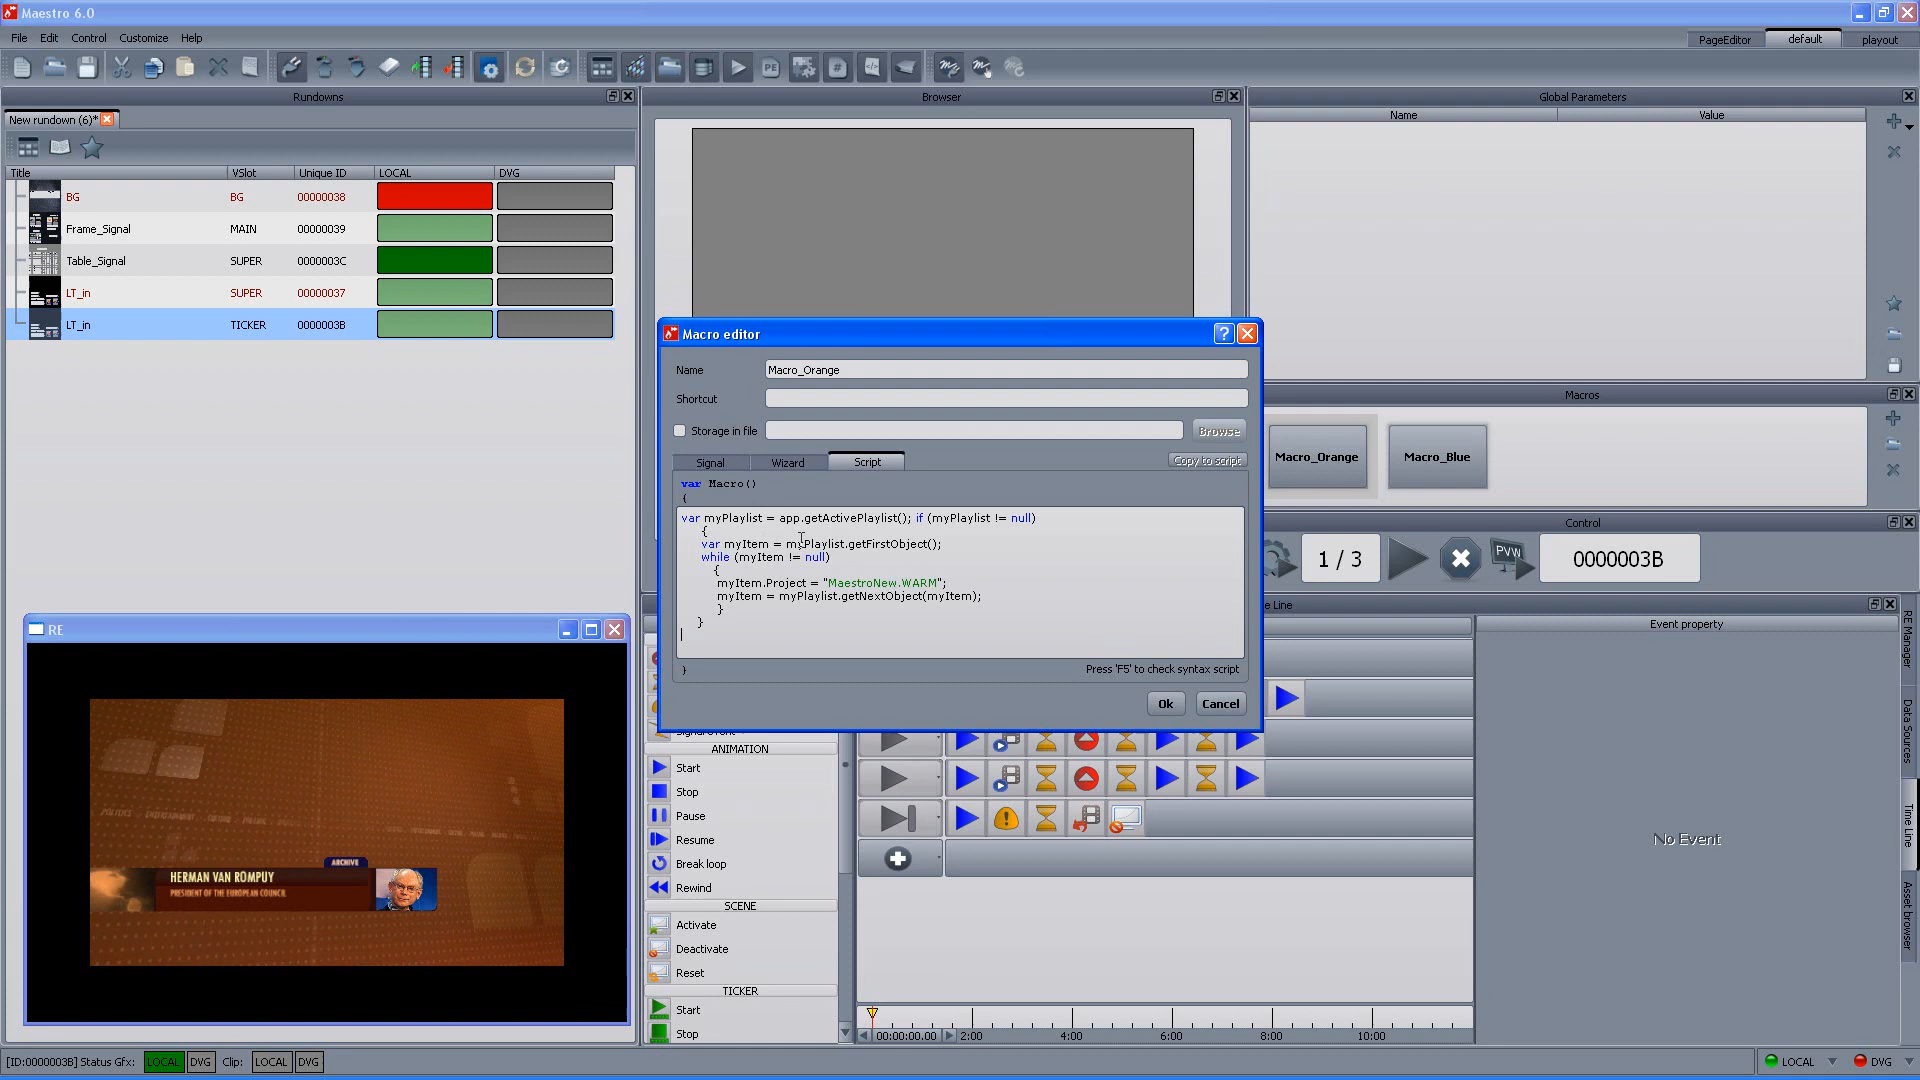 Maestro 6.0
File Edit Control Customize Help
PageEditor default playout
Rundowns
Browser
Global Parameters
New rundown (6)*
Name Value
Title VSlot Unique ID LOCAL DVG
BG BG 00000038
Frame_Signal MAIN 00000039
Table_Signal SUPER 0000003C
LT_in SUPER 00000037
LT_in TICKER 0000003B
Macro editor
Name Macro_Orange
Shortcut
Storage in file Browse
Signal Wizard Script Copy to script
var Macro()
{
var myPlaylist = app.getActivePlaylist(); if (myPlaylist != null)
{
var myItem = myPlaylist.getFirstObject();
while (myItem != null)
{
myItem.Project = "MaestroNew.WARM";
myItem = myPlaylist.getNextObject(myItem);
}
}
}
Press 'F5' to check syntax script
Ok Cancel
Macros
Macro_Orange Macro_Blue
Control
1 / 3 PVW 0000003B
e Line
Event property
No Event
RE Manager
Data Sources
Time Line
Asset browser
RE
ARCHIVE
HERMAN VAN ROMPUY
PRESIDENT OF THE EUROPEAN COUNCIL
ANIMATION
Start
Stop
Pause
Resume
Break loop
Rewind
SCENE
Activate
Deactivate
Reset
TICKER
Start
Stop
00:00:00.00 2:00 4:00 6:00 8:00 10:00
[ID:0000003B] Status Gfx: LOCAL DVG Clip: LOCAL DVG
LOCAL DVG